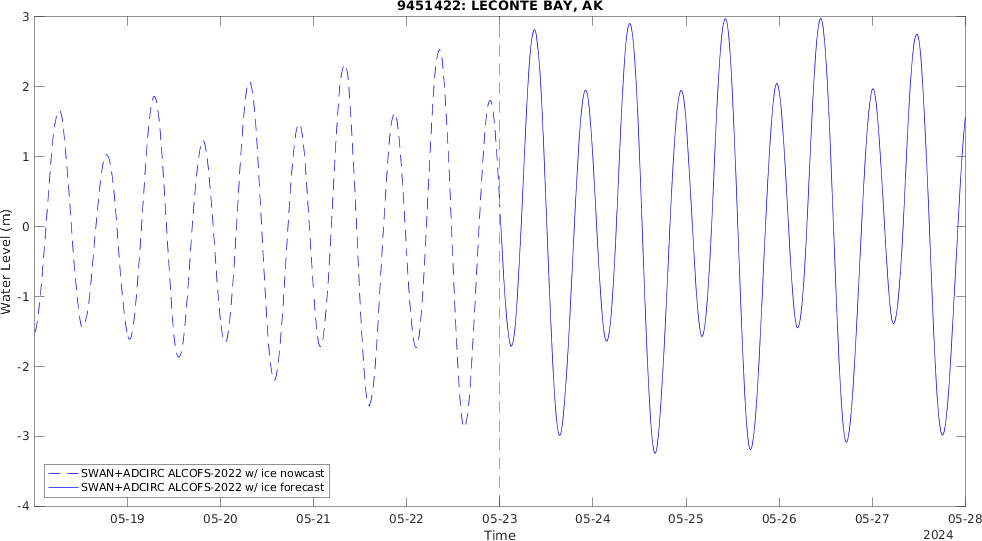 9451422: LECONTE BAY, AK
3
2
1
0
-1
-2
-3
-4
Water Level (m)
SWAN+ADCIRC ALCOFS-2022 w/ ice nowcast
SWAN+ADCIRC ALCOFS-2022 w/ ice forecast
05-19 05-20 05-21 05-22 05-23 05-24 05-25 05-26 05-27 05-28
Time
2024